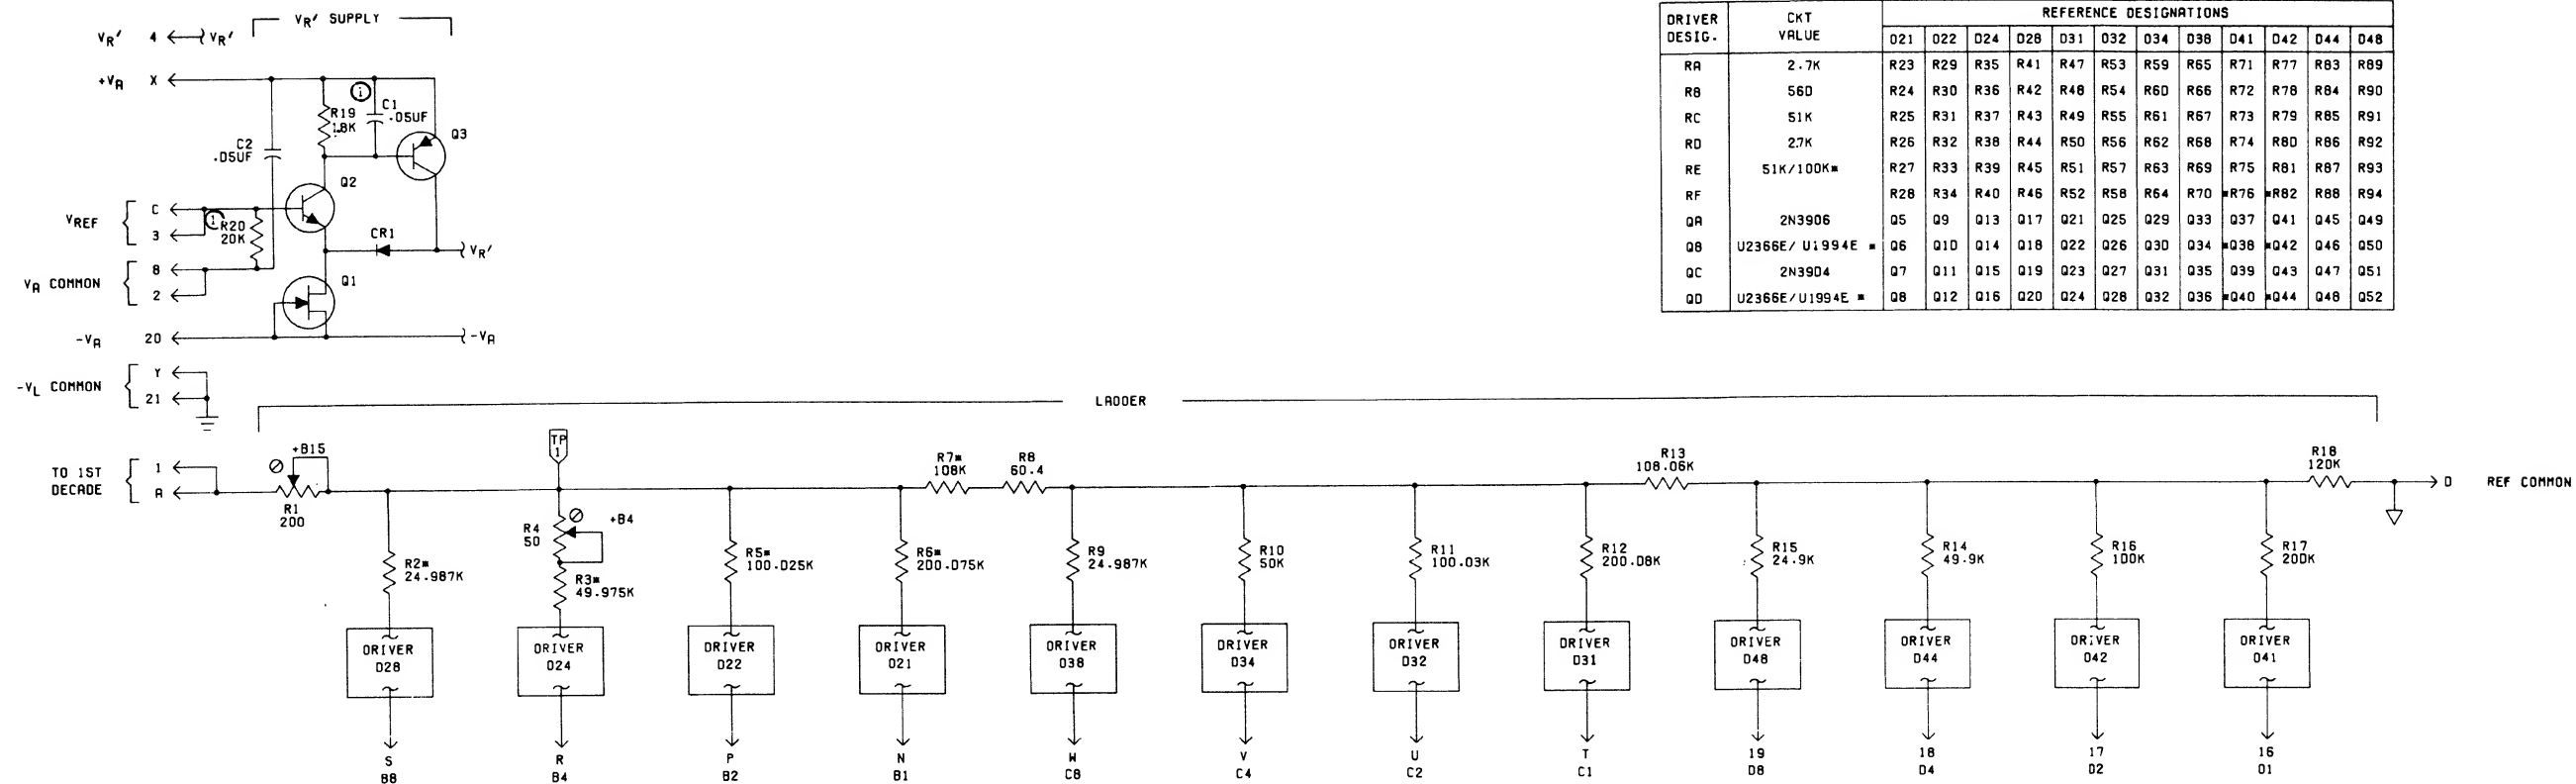 VR' SUPPLY
VR' 4 VR'
+VA X
1
R19
18K
C1
.05UF
Q3
C2
.05UF
Q2
VREF C
3
1
R20
20K
CR1
VR'
VA COMMON B
2
Q1
-VA 20 -VA
-VL COMMON Y
21
DRIVER DESIG. CKT VALUE REFERENCE DESIGNATIONS
D21 D22 D24 D28 D31 D32 D34 D38 D41 D42 D44 D48
RA 2.7K R23 R29 R35 R41 R47 R53 R59 R65 R71 R77 R83 R89
RB 560 R24 R30 R36 R42 R48 R54 R60 R66 R72 R78 R84 R90
RC 51K R25 R31 R37 R43 R49 R55 R61 R67 R73 R79 R85 R91
RD 2.7K R26 R32 R38 R44 R50 R56 R62 R68 R74 R80 R86 R92
RE 51K/100K* R27 R33 R39 R45 R51 R57 R63 R69 R75 R81 R87 R93
RF R28 R34 R40 R46 R52 R58 R64 R70 *R76 *R82 R88 R94
QA 2N3906 Q5 Q9 Q13 Q17 Q21 Q25 Q29 Q33 Q37 Q41 Q45 Q49
QB U2366E/U1994E * Q6 Q10 Q14 Q18 Q22 Q26 Q30 Q34 *Q38 *Q42 Q46 Q50
QC 2N3904 Q7 Q11 Q15 Q19 Q23 Q27 Q31 Q35 Q39 Q43 Q47 Q51
QD U2366E/U1994E * Q8 Q12 Q16 Q20 Q24 Q28 Q32 Q36 *Q40 *Q44 Q48 Q52
LADDER
TO 1ST DECADE 1
A
+B15
R1
200
TP
1
R7*
108K
R8
60.4
R13
108.06K
R18
120K
D REF COMMON
R2*
24.987K
R4
50
+B4
R3*
49.975K
R5*
100.025K
R6*
200.075K
R9
24.987K
R10
50K
R11
100.03K
R12
200.08K
R15
24.9K
R14
49.9K
R16
100K
R17
200K
DRIVER D28
DRIVER D24
DRIVER D22
DRIVER D21
DRIVER D38
DRIVER D34
DRIVER D32
DRIVER D31
DRIVER D48
DRIVER D44
DRIVER D42
DRIVER D41
S R P N W V U T 19 18 17 16
B8 B4 B2 B1 C8 C4 C2 C1 D8 D4 D2 D1